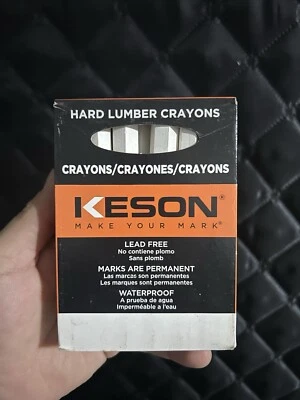 HARD LUMBER CRAYONS
CRAYONS/CRAYONES/CRAYONS
KESON®
MAKE YOUR MARK®
LEAD FREE
No contiene plomo
Sans plomb
MARKS ARE PERMANENT
Las marcas son permanentes
Les marques sont permanentes
WATERPROOF
A prueba de agua
Imperméable à l'eau